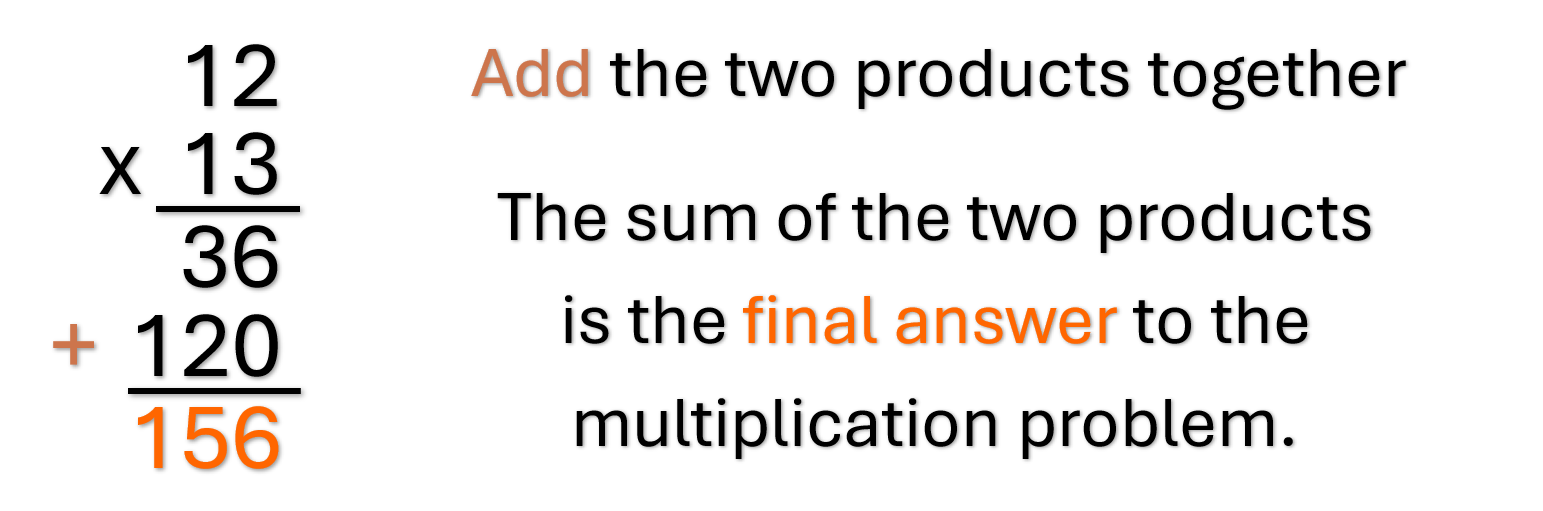 12
x 13
36
+ 120
156
Add the two products together
The sum of the two products
is the final answer to the
multiplication problem.